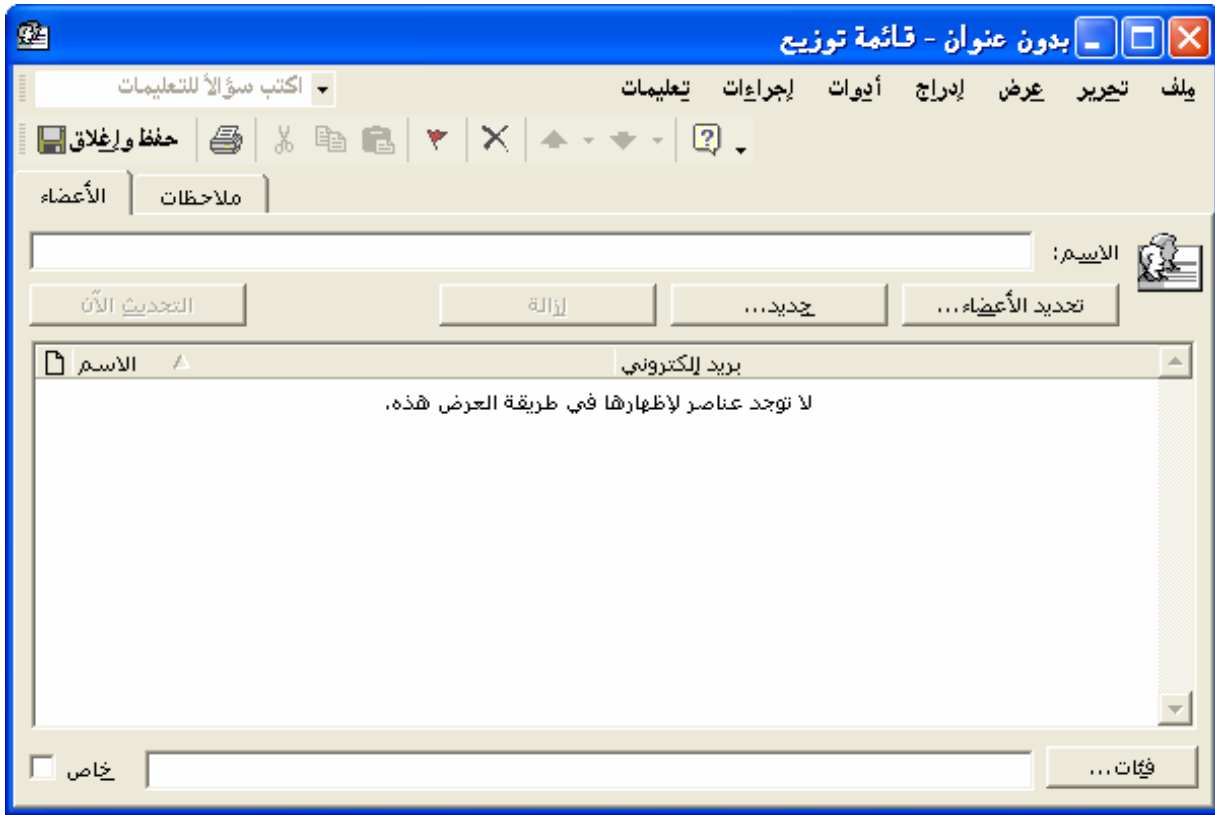 بدون عنوان - قائمة توزيع
ملف تحرير عرض إدراج أدوات إجراءات تعليمات اكتب سؤالاً للتعليمات
حفظ وإغلاق
الأعضاء ملاحظات
الاسم:
تحديد الأعضاء... جديد... إزالة التحديث الآن
الاسم بريد إلكتروني
لا توجد عناصر لإظهارها في طريقة العرض هذه.
فئات... خاص